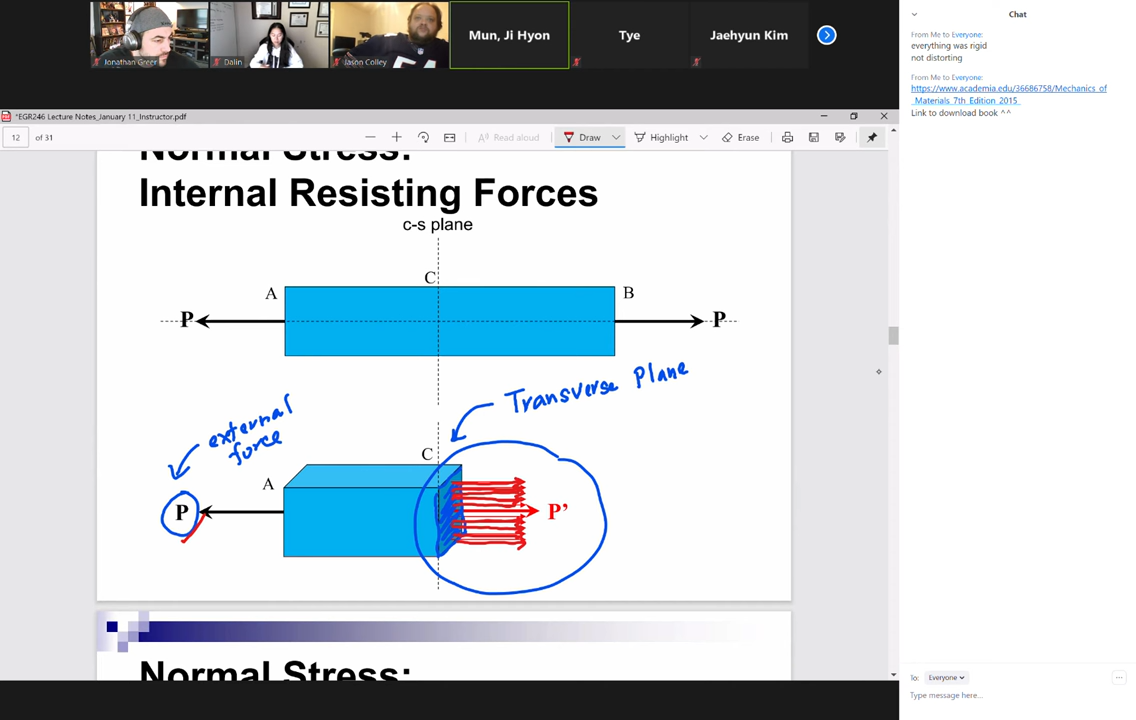 Jonathan Greer
Dalin
Jason Colley
Mun, Ji Hyon
Tye
Jaehyun Kim
*EGR246 Lecture Notes_January 11_Instructor.pdf
12 of 31
Read aloud
Draw
Highlight
Erase
Normal Stress:
Internal Resisting Forces
c-s plane
C
A
B
P
P
Transverse Plane
external
force
C
A
P
P'
Normal Stress:
Chat
From Me to Everyone:
everything was rigid
not distorting
From Me to Everyone:
https://www.academia.edu/36686758/Mechanics_of
_Materials_7th_Edition_2015_
Link to download book ^^
To: Everyone
Type message here...